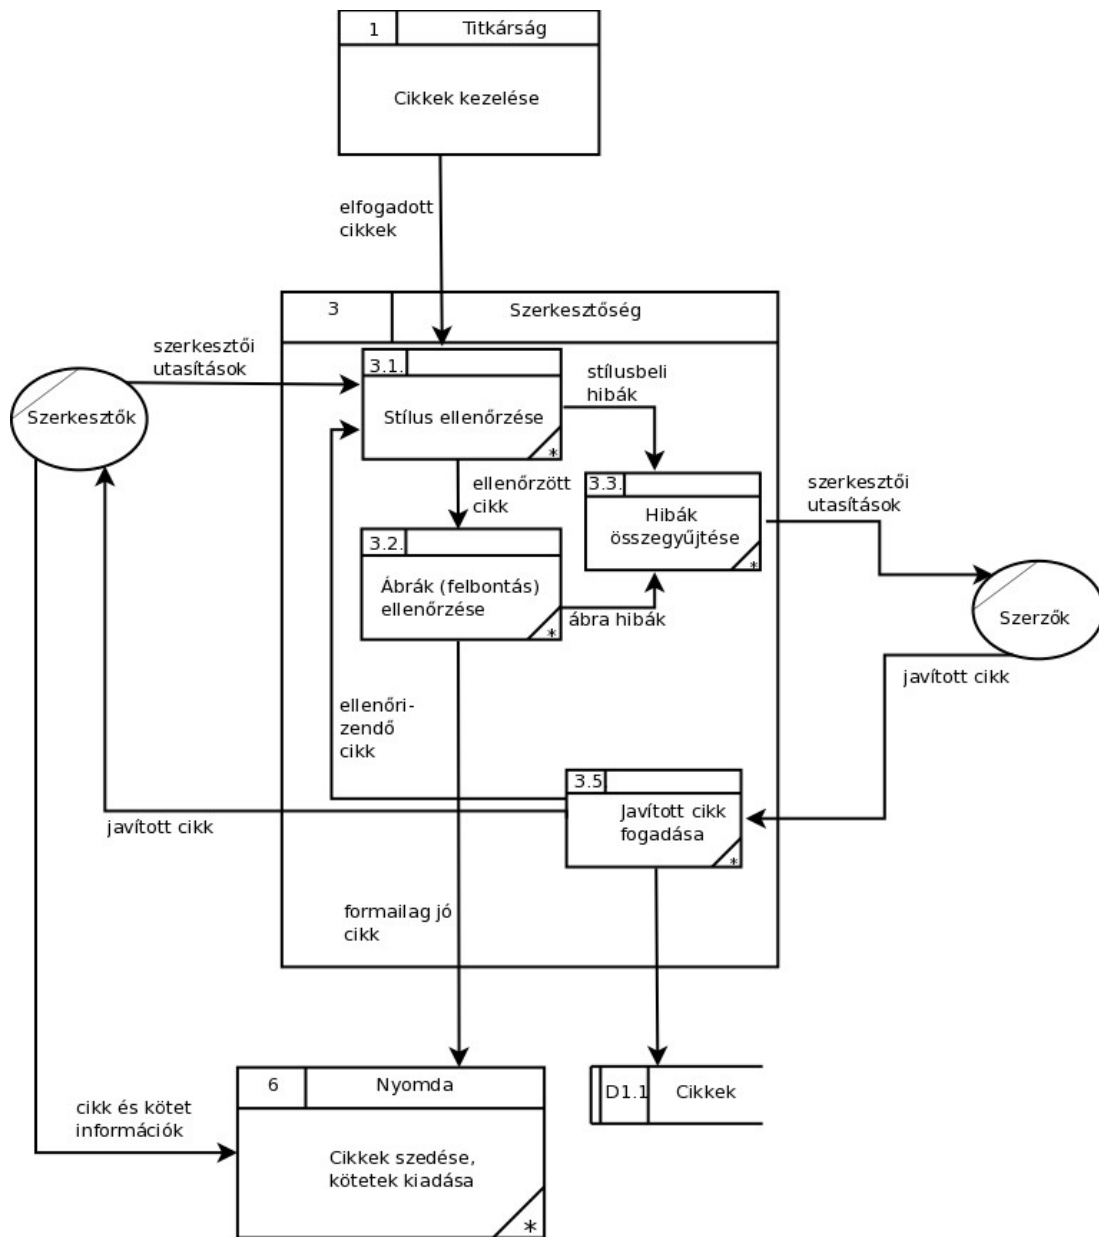 1 Titkárság
Cikkek kezelése
elfogadott
cikkek
3 Szerkesztőség
szerkesztői
utasítások
3.1.
Stílus ellenőrzése
*
stílusbeli
hibák
Szerkesztők
ellenőrzött
cikk
3.3.
Hibák
összegyűjtése
*
szerkesztői
utasítások
3.2.
Ábrák (felbontás)
ellenőrzése
*
ábra hibák
Szerzők
javított cikk
ellenőri-
zendő
cikk
3.5
Javított cikk
fogadása
*
javított cikk
formailag jó
cikk
6 Nyomda
Cikkek szedése,
kötetek kiadása
*
D1.1 Cikkek
cikk és kötet
információk